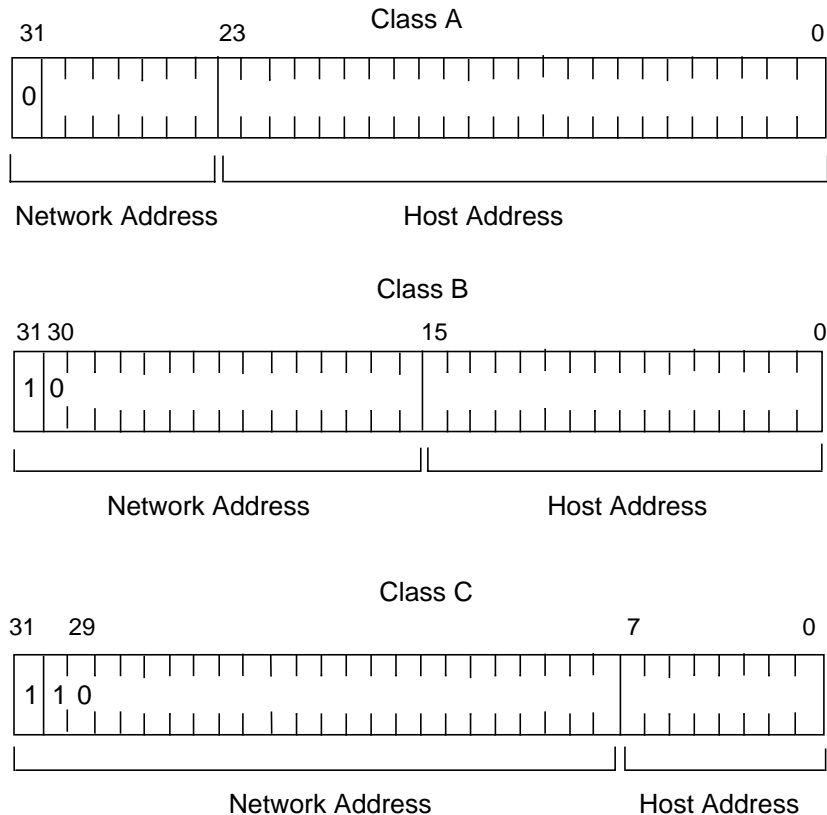 Class A
31 23 0
0
Network Address Host Address
Class B
31 30 15 0
1 0
Network Address Host Address
Class C
31 29 7 0
1 1 0
Network Address Host Address